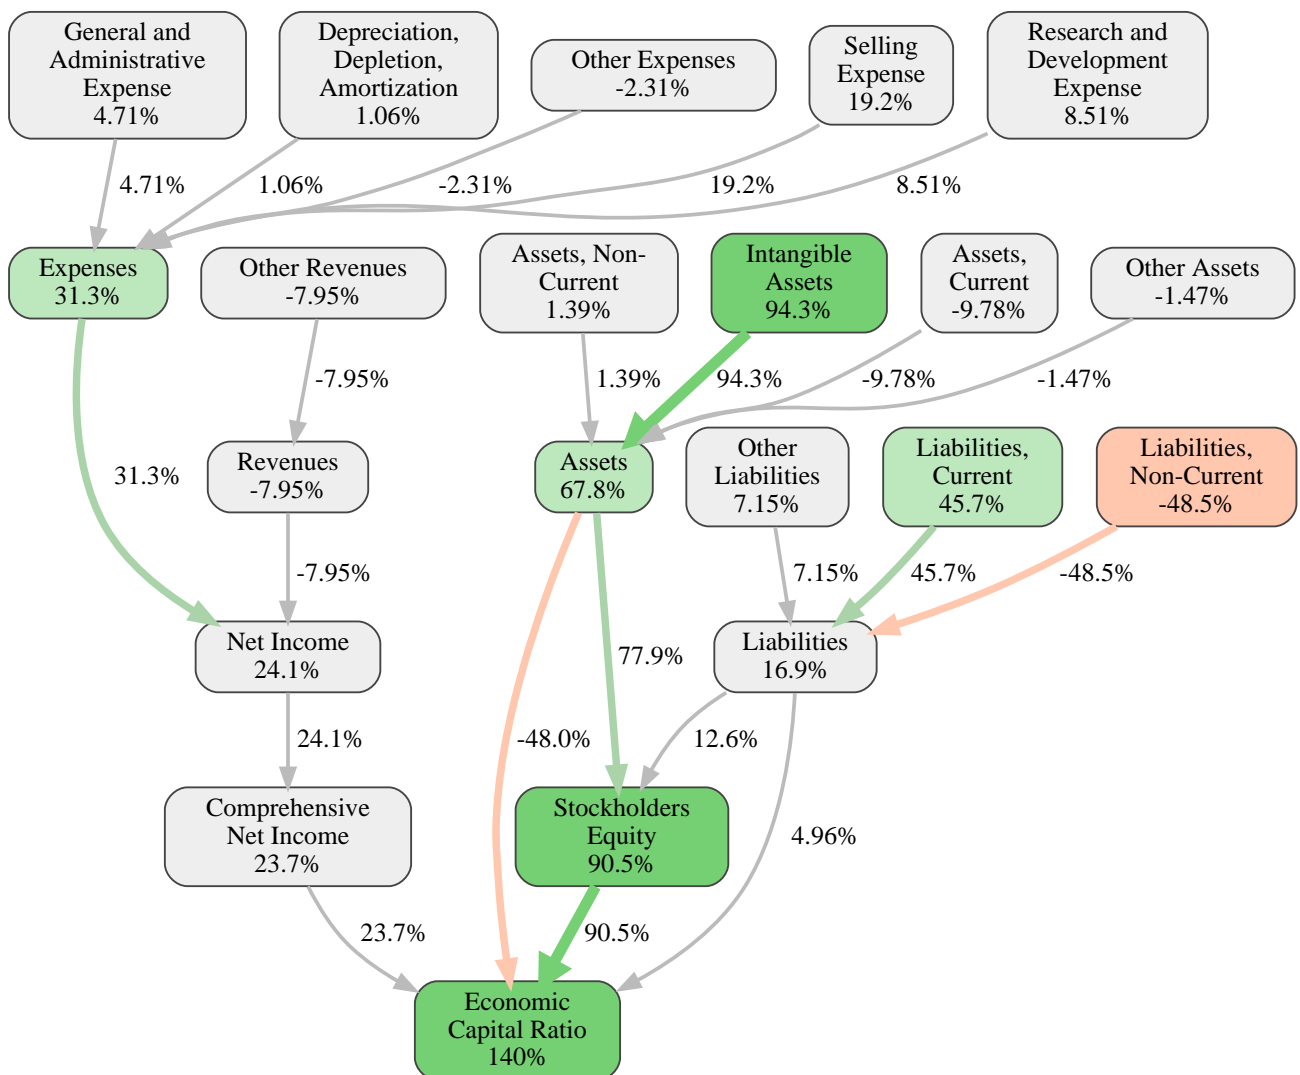 General and
Administrative
Expense
4.71%
Depreciation,
Depletion,
Amortization
1.06%
Other Expenses
-2.31%
Selling
Expense
19.2%
Research and
Development
Expense
8.51%
4.71%
1.06%
-2.31%
19.2%
8.51%
Expenses
31.3%
Other Revenues
-7.95%
Assets, Non-
Current
1.39%
Intangible
Assets
94.3%
Assets,
Current
-9.78%
Other Assets
-1.47%
-7.95%
1.39%
94.3%
-9.78%
-1.47%
31.3%
Revenues
-7.95%
Assets
67.8%
Other
Liabilities
7.15%
Liabilities,
Current
45.7%
Liabilities,
Non-Current
-48.5%
-7.95%
7.15%
45.7%
-48.5%
Net Income
24.1%
77.9%
Liabilities
16.9%
24.1%
-48.0%
12.6%
Comprehensive
Net Income
23.7%
Stockholders
Equity
90.5%
4.96%
23.7%
90.5%
Economic
Capital Ratio
140%